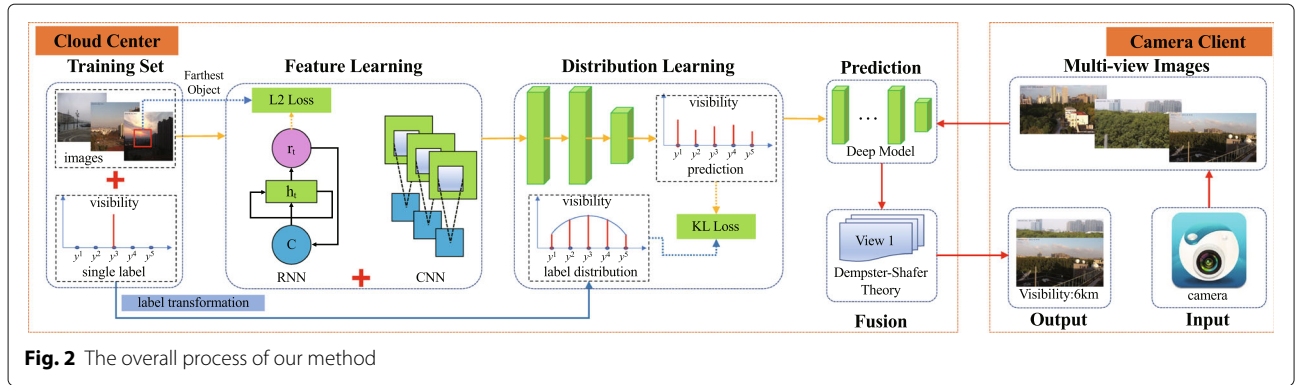 Cloud Center
Camera Client
Training Set
Feature Learning
Distribution Learning
Prediction
Multi-view Images
Farthest
Object
images
visibility
y1 y2 y3 y4 y5
single label
label transformation
L2 Loss
rt
ht
C
RNN
CNN
visibility
y1 y2 y3 y4 y5
prediction
visibility
y1 y2 y3 y4 y5
label distribution
KL Loss
...
Deep Model
View 1
Dempster-Shafer
Theory
Fusion
Visibility:6km
Output
camera
Input
Fig. 2 The overall process of our method